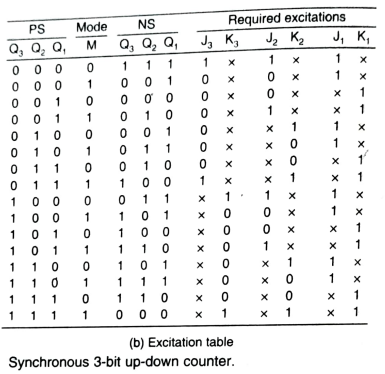 PS Mode NS Required excitations
Q₃ Q₂ Q₁ M Q₃ Q₂ Q₁ J₃ K₃ J₂ K₂ J₁ K₁
0 0 0 0 1 1 1 1 × 1 × 1 ×
0 0 0 1 0 0 1 0 × 0 × 1 ×
0 0 1 0 0 0 0 0 × 0 × × 1
0 0 1 1 0 1 0 0 × 1 × × 1
0 1 0 0 0 0 1 0 × × 1 1 ×
0 1 0 1 0 1 1 0 × × 0 1 ×
0 1 1 0 0 1 0 0 × × 0 × 1
0 1 1 1 1 0 0 1 × × 1 × 1
1 0 0 0 0 1 1 × 1 1 × 1 ×
1 0 0 1 1 0 1 × 0 0 × 1 ×
1 0 1 0 1 0 0 × 0 0 × × 1
1 0 1 1 1 1 0 × 0 1 × × 1
1 1 0 0 1 0 1 × 0 × 1 1 ×
1 1 0 1 1 1 1 × 0 × 0 1 ×
1 1 1 0 1 1 0 × 0 × 0 × 1
1 1 1 1 0 0 0 × 1 × 1 × 1
(b) Excitation table
Synchronous 3-bit up-down counter.